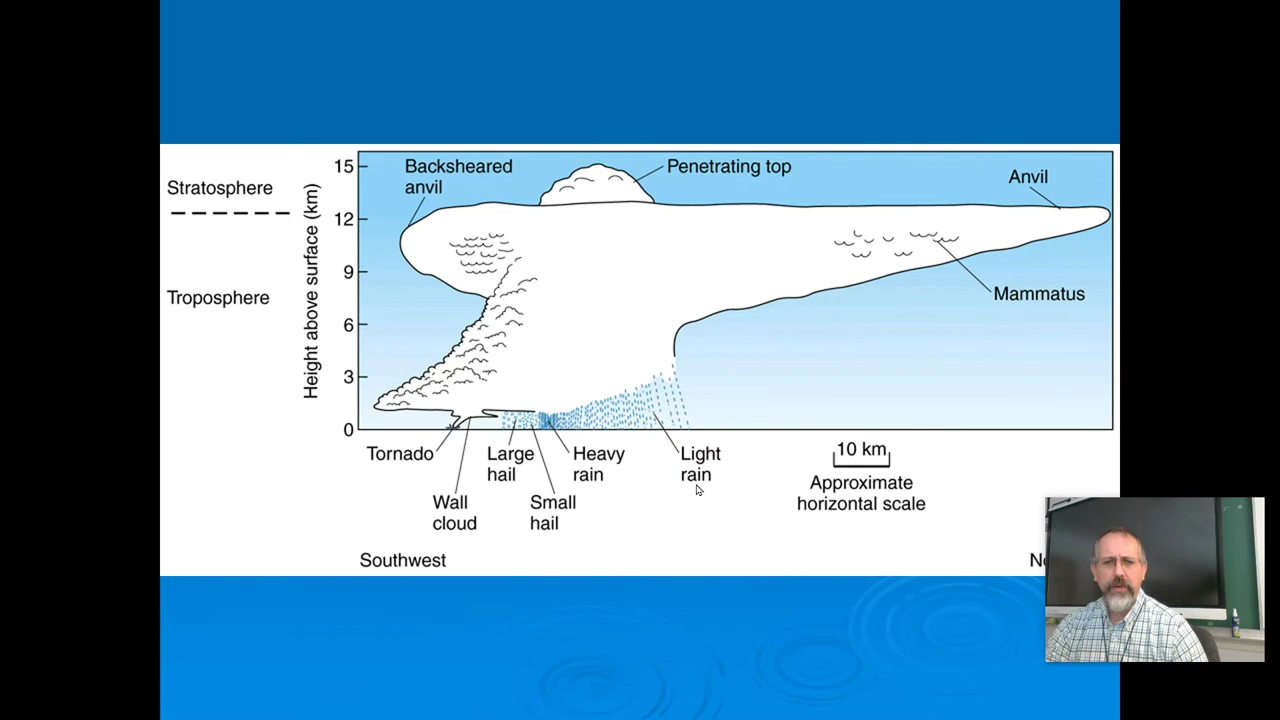 Backsheared
anvil
Penetrating top
Anvil
Stratosphere
Troposphere
Height above surface (km)
15
12
9
6
3
0
Mammatus
Tornado
Large
hail
Heavy
rain
Light
rain
Wall
cloud
Small
hail
10 km
Approximate
horizontal scale
Southwest